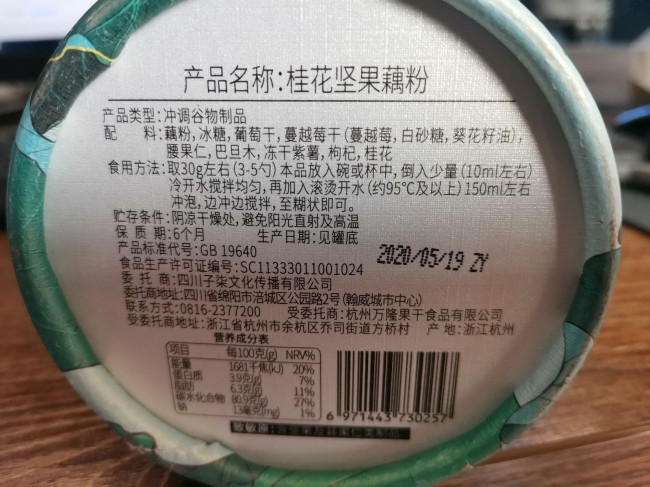 产品名称:桂花坚果藕粉
产品类型:冲调谷物制品
配 料:藕粉,冰糖,葡萄干,蔓越莓干(蔓越莓,白砂糖,葵花籽油),
腰果仁,巴旦木,冻干紫薯,枸杞,桂花
食用方法:取30g左右(3-5勺)本品放入碗或杯中,倒入少量(10ml左右)
冷开水搅拌均匀,再加入滚烫开水(约95℃及以上)150ml左右
冲泡,边冲边搅拌,至糊状即可。
贮存条件:阴凉干燥处,避免阳光直射及高温
保 质 期:6个月 生产日期:见罐底
产品标准代号:GB 19640
2020/05/19 ZY
食品生产许可证编号:SC11333011001024
委 托 商:四川子柒文化传播有限公司
委托商地址:四川省绵阳市涪城区公园路2号(翰威城市中心)
联系方式:0816-2377200 受委托商:杭州万隆果干食品有限公司
受委托商地址:浙江省杭州市余杭区乔司街道方桥村 产 地:浙江杭州
营养成分表
项目 每100克(g) NRV%
能量 1681千焦(kJ) 20%
蛋白质 3.9克(g) 7%
脂肪 6.3克(g) 11%
碳水化合物 80.9克(g) 27%
钠 13毫克(mg) 1%
6 971443 730257
致敏原: